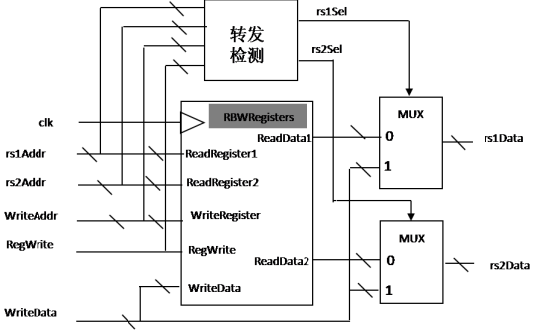 rs1Sel
转发
检测
rs2Sel
RBWRegisters
MUX
clk
ReadData1
0
rs1Data
rs1Addr
ReadRegister1
1
rs2Addr
ReadRegister2
WriteAddr
WriteRegister
MUX
RegWrite
RegWrite
ReadData2
0
rs2Data
WriteData
1
WriteData